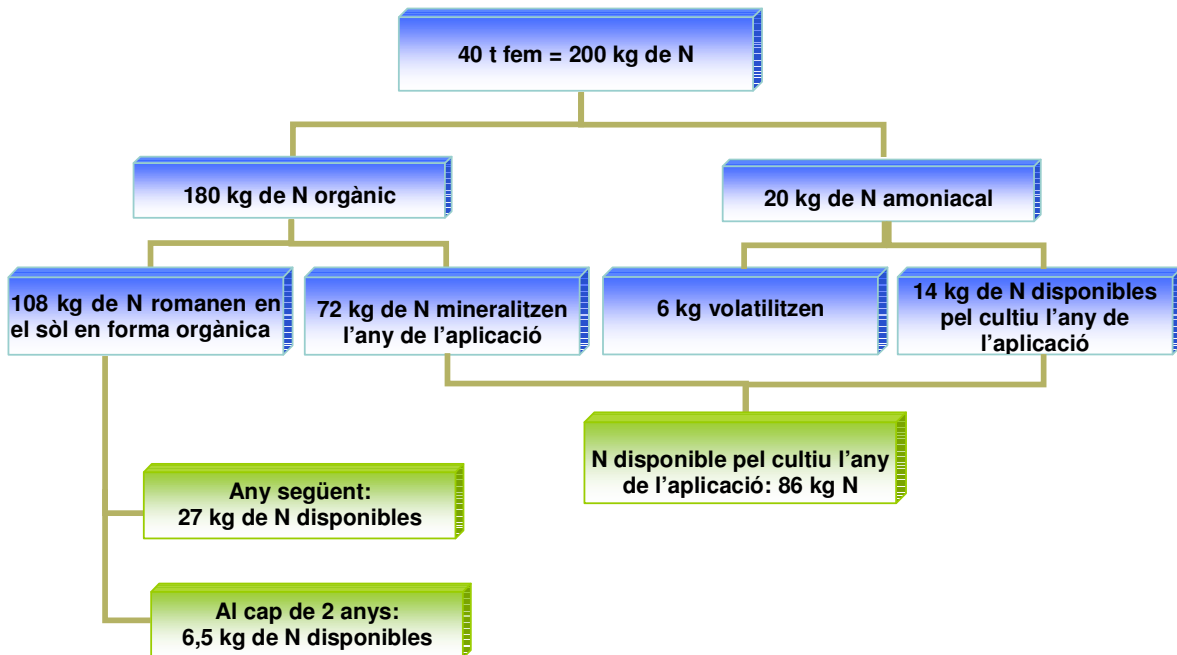 40 t fem = 200 kg de N
180 kg de N orgànic
20 kg de N amoniacal
108 kg de N romanen en
el sòl en forma orgànica
72 kg de N mineralitzen
l’any de l’aplicació
6 kg volatilitzen
14 kg de N disponibles
pel cultiu l’any de
l’aplicació
N disponible pel cultiu l’any
de l’aplicació: 86 kg N
Any següent:
27 kg de N disponibles
Al cap de 2 anys:
6,5 kg de N disponibles